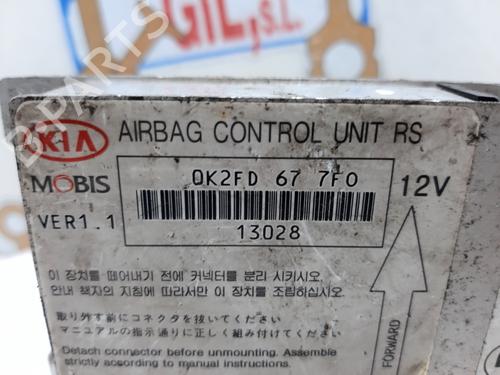 GIL, S.L.
B-PARTS
KIA AIRBAG CONTROL UNIT RS
MOBIS 0K2FD 67 7F0 12V
VER1.1
13028
이 장치를 떼어내기 전에 커넥터를 분리 시키시오.
안내 책자의 지침에 따라서만 이 장치를 조립하십시오.
取り外す前にコネクタを抜いてください
マニュアルの指示通りに正しく組み付けてください
Detach connector before unmounting. Assemble
strictly according to manual instructions.
FORWARD